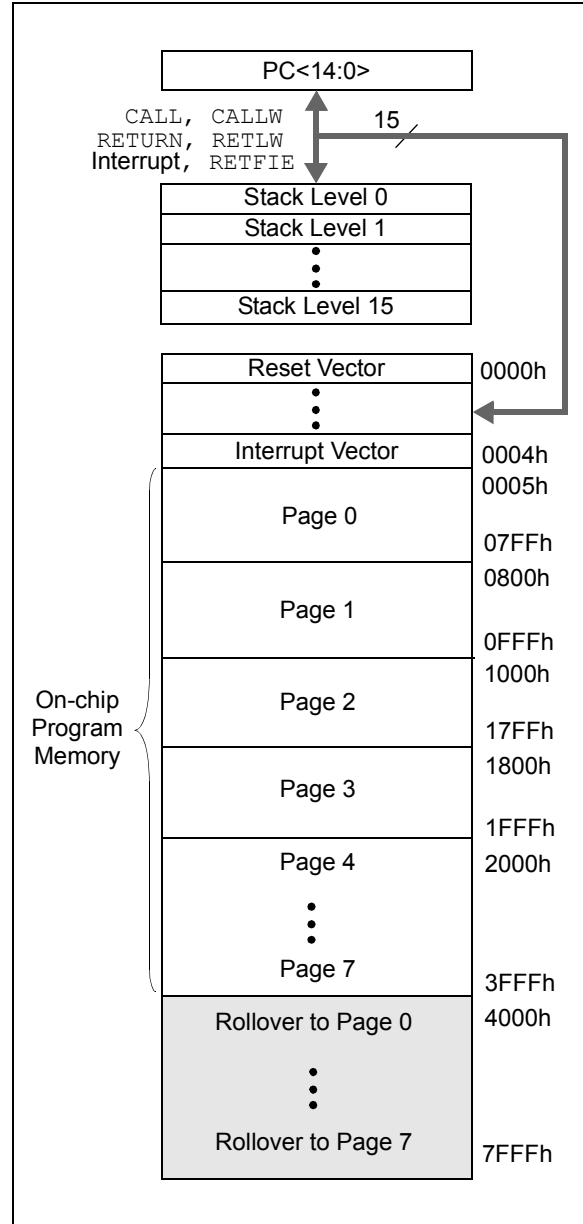 PC<14:0>
CALL, CALLW
15
RETURN, RETLW
Interrupt, RETFIE
Stack Level 0
Stack Level 1
Stack Level 15
Reset Vector
0000h
Interrupt Vector
0004h
0005h
Page 0
07FFh
0800h
Page 1
0FFFh
1000h
On-chip
Program
Memory
Page 2
17FFh
1800h
Page 3
1FFFh
Page 4
2000h
Page 7
3FFFh
Rollover to Page 0
4000h
Rollover to Page 7
7FFFh